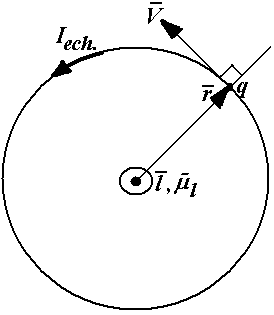 V̄
I_ech.
r̄ q
l̄, μ̄_l